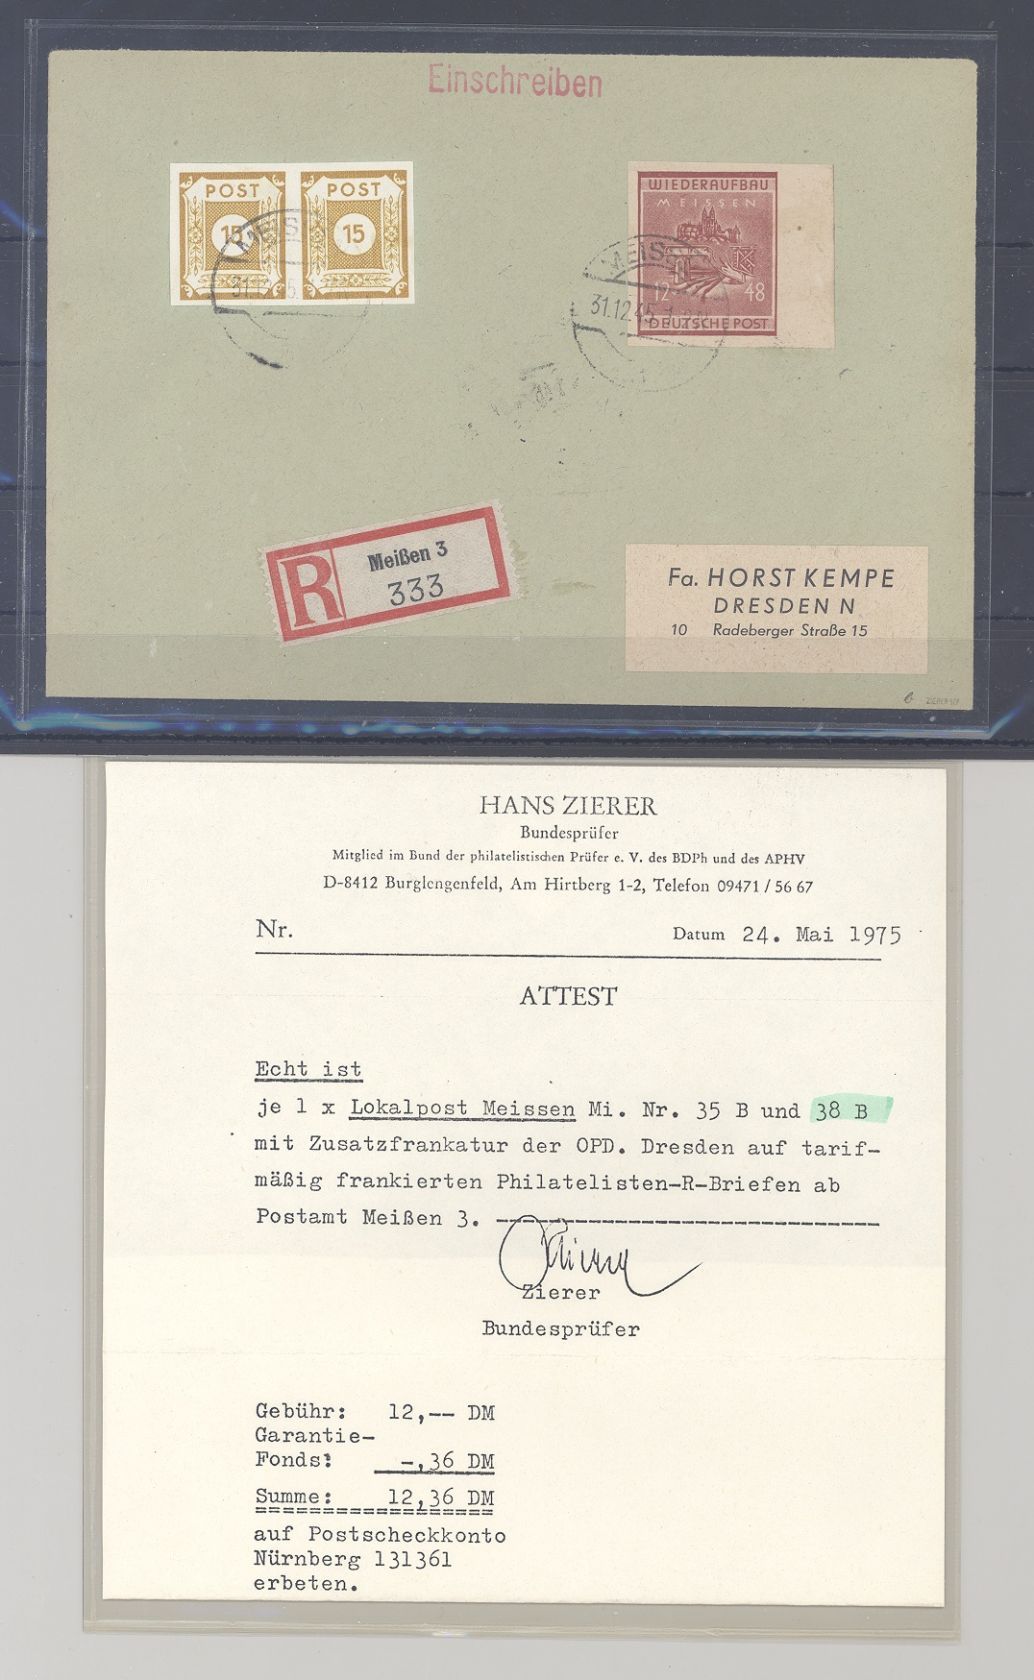 Einschreiben
POST POST
15 15
MEISSEN
31.
WIEDERAUFBAU
MEISSEN
12 48
DEUTSCHE POST
MEISSEN
31.12.45
R Meißen 3
333
Fa. HORST KEMPE
DRESDEN N
10 Radeberger Straße 15
ZIERER
HANS ZIERER
Bundesprüfer
Mitglied im Bund der philatelistischen Prüfer e. V. des BDPh und des APHV
D-8412 Burglengenfeld, Am Hirtberg 1-2, Telefon 09471 / 56 67
Nr. Datum 24. Mai 1975
ATTEST
Echt ist
je 1 x Lokalpost Meissen Mi. Nr. 35 B und 38 B
mit Zusatzfrankatur der OPD. Dresden auf tarif-
mäßig frankierten Philatelisten-R-Briefen ab
Postamt Meißen 3.
Zierer
Zierer
Bundesprüfer
Gebühr: 12,-- DM
Garantie-
Fonds: -,36 DM
Summe: 12,36 DM
auf Postscheckkonto
Nürnberg 131361
erbeten.